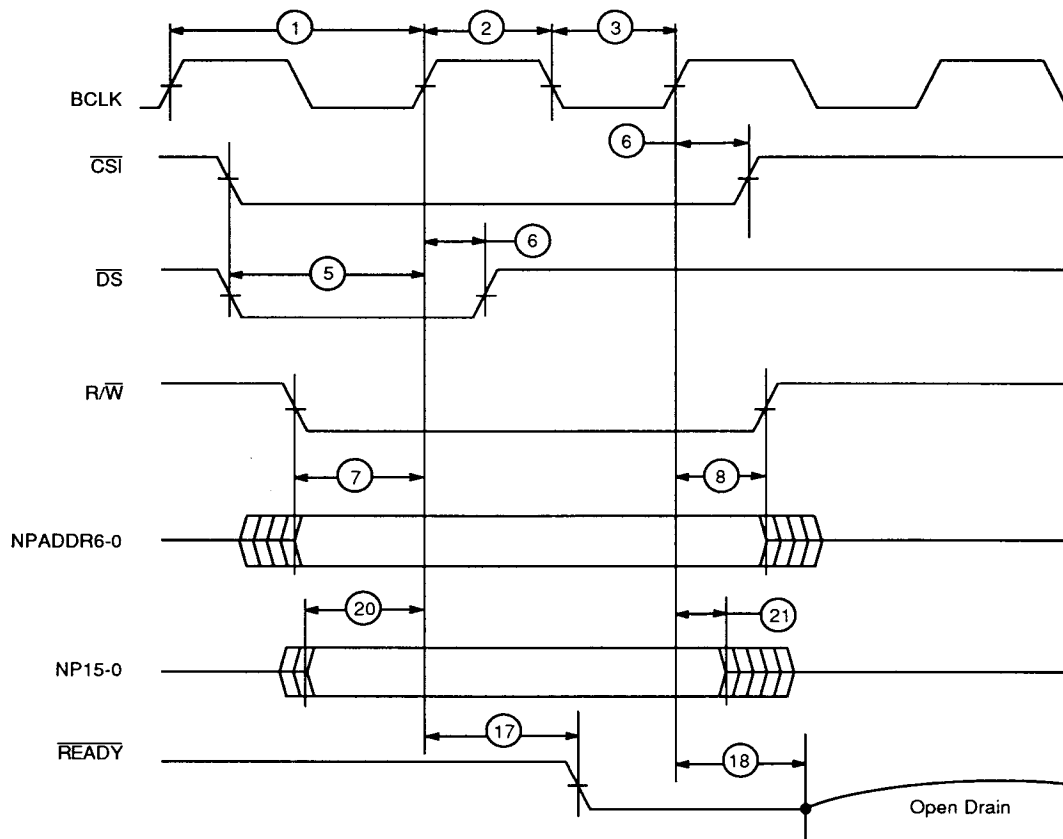 1 2 3
BCLK
6
CSI
6
5
DS
R/W
7 8
NPADDR6-0
20 21
NP15-0
17
READY
18
Open Drain